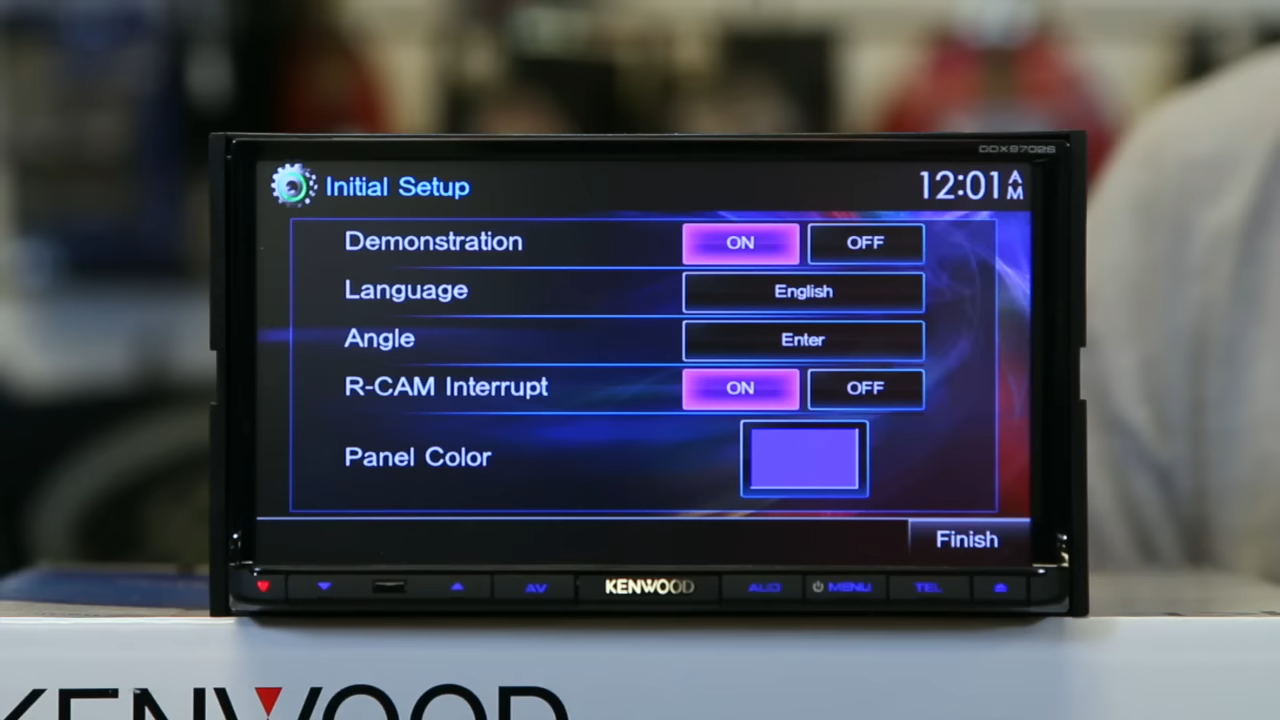 DDX9702S
Initial Setup
12:01 AM
Demonstration ON OFF
Language English
Angle Enter
R-CAM Interrupt ON OFF
Panel Color
Finish
AV KENWOOD AUD MENU TEL
KENWOOD